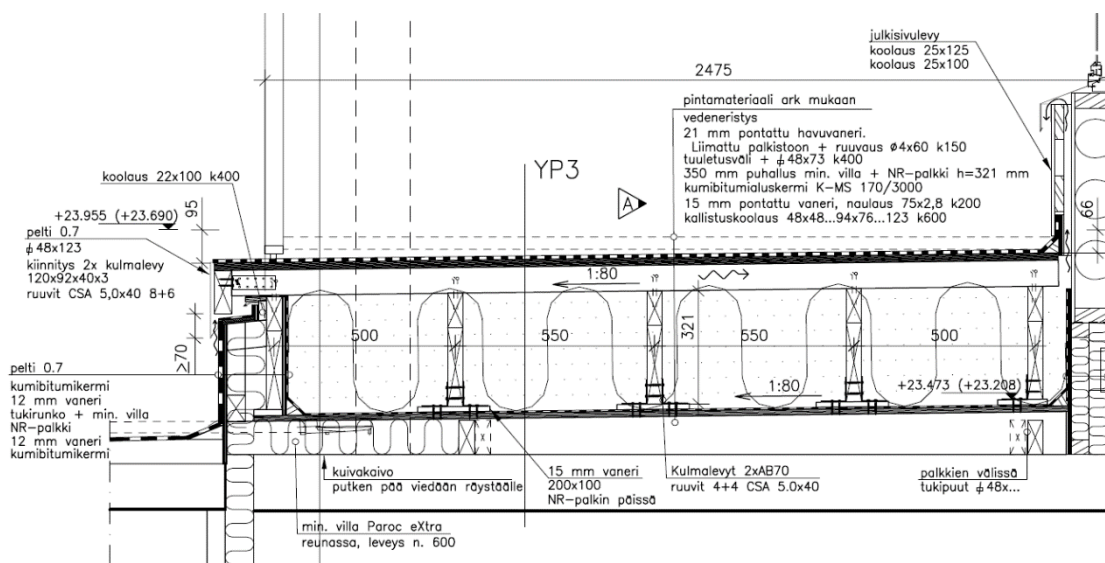 julkisivulevy
koolaus 25x125
koolaus 25x100
2475
pintamateriaali ark mukaan
vedeneristys
21 mm pontattu havuvaneri.
Liimattu palkistoon + ruuvaus ø4x60 k150
tuuletusväli + ɸ48x73 k400
350 mm puhallus min. villa + NR-palkki h=321 mm
kumibitumialuskermi K-MS 170/3000
15 mm pontattu vaneri, naulaus 75x2,8 k200
kallistuskoolaus 48x48...94x76...123 k600
YP3
A
66
koolaus 22x100 k400
+23.955 (+23.690)
95
pelti 0.7
ɸ48x123
kiinnitys 2x kulmalevy
120x92x40x3
ruuvit CSA 5,0x40 8+6
1:80
500
550
321
550
500
≥70
pelti 0.7
kumibitumikermi
12 mm vaneri
tukirunko + min. villa
NR-palkki
12 mm vaneri
kumibitumikermi
1:80
+23.473 (+23.208)
x
x
kuivakaivo
putken pää viedään räystäälle
15 mm vaneri
200x100
NR-palkin päissä
Kulmalevyt 2xAB70
ruuvit 4+4 CSA 5.0x40
palkkien välissä
tukipuut ɸ48x...
min. villa Paroc eXtra
reunassa, leveys n. 600